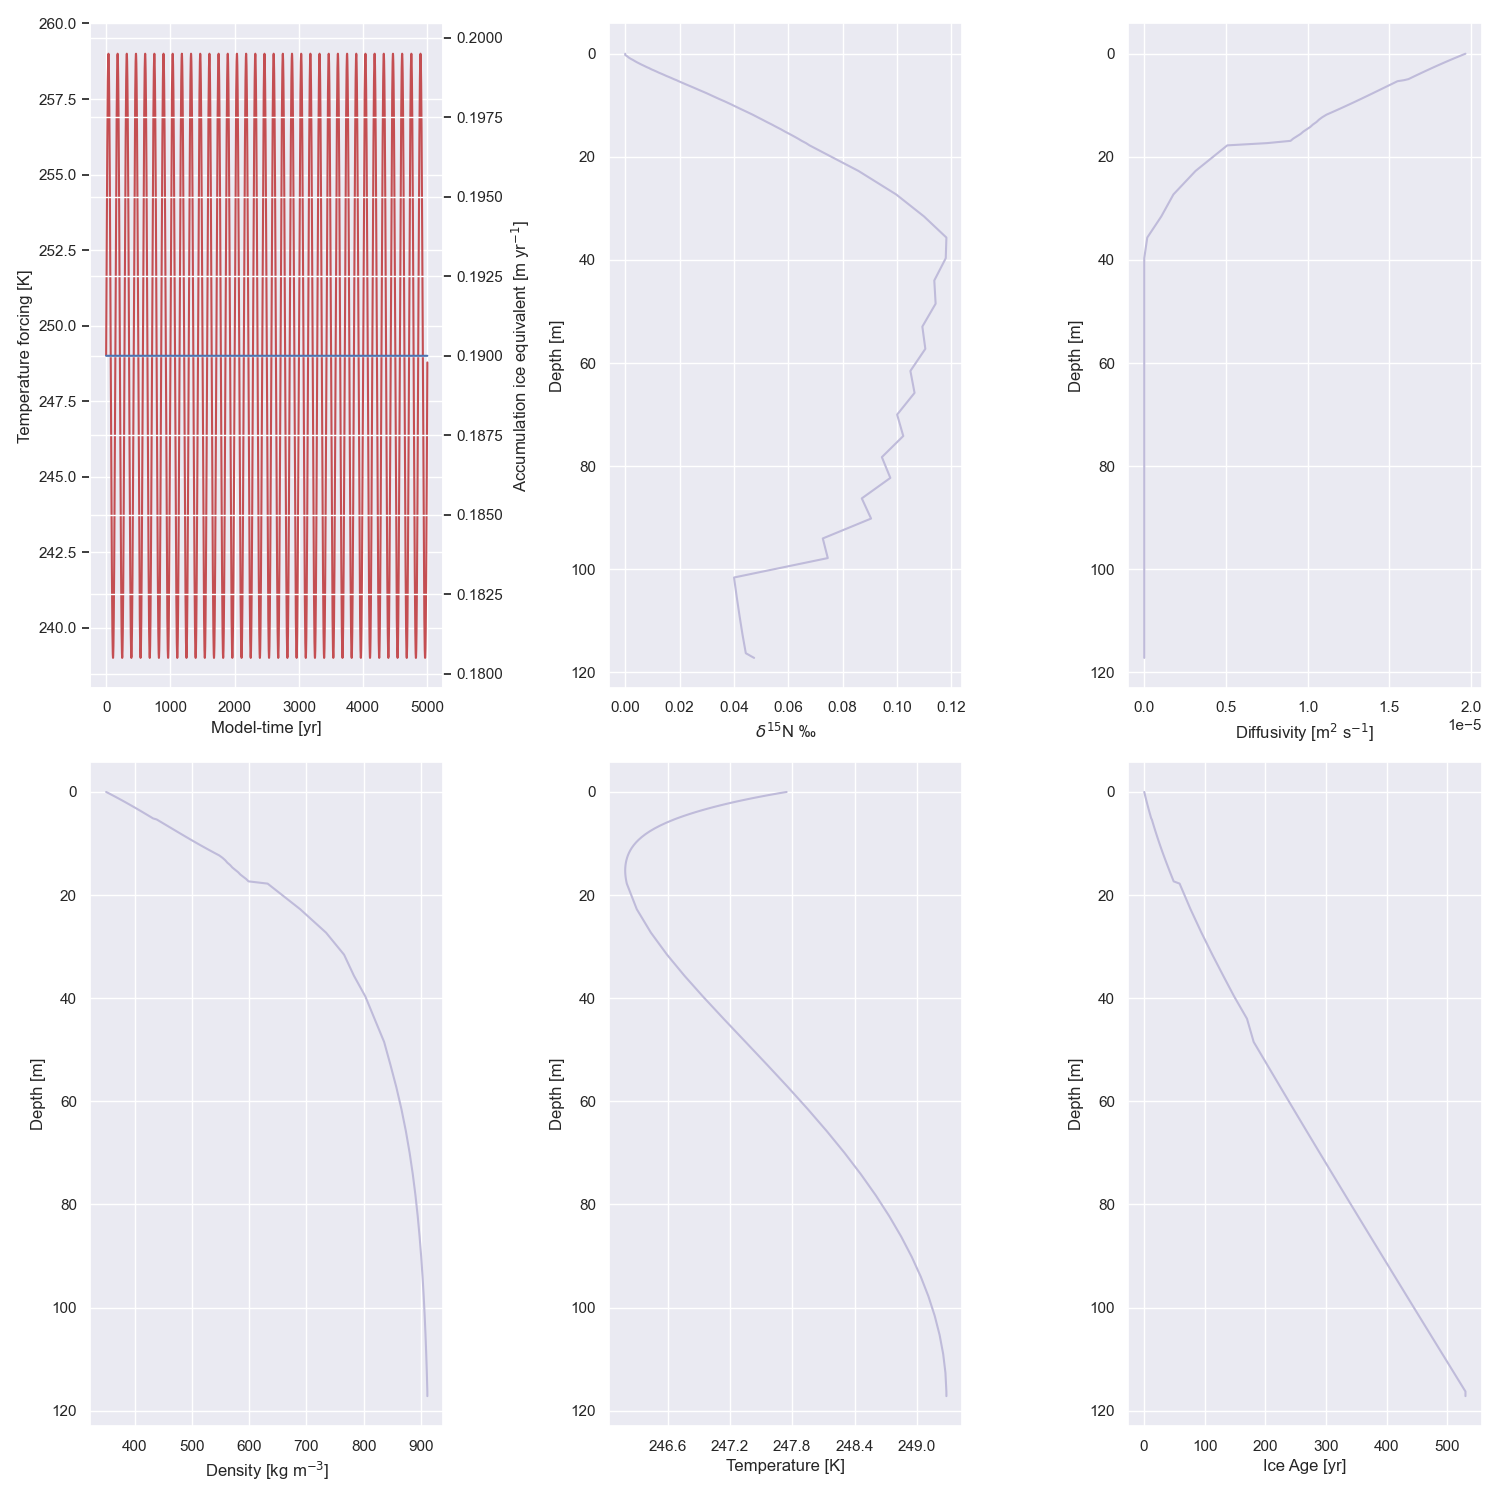 260.0
257.5
255.0
252.5
250.0
247.5
245.0
242.5
240.0
Temperature forcing [K]
0.2000
0.1975
0.1950
0.1925
0.1900
0.1875
0.1850
0.1825
0.1800
Accumulation ice equivalent [m yr⁻¹]
0 1000 2000 3000 4000 5000
Model-time [yr]
0
20
40
60
80
100
120
Depth [m]
0.00 0.02 0.04 0.06 0.08 0.10 0.12
δ¹⁵N ‰
0
20
40
60
80
100
120
Depth [m]
0.0 0.5 1.0 1.5 2.0
1e−5
Diffusivity [m² s⁻¹]
0
20
40
60
80
100
120
Depth [m]
400 500 600 700 800 900
Density [kg m⁻³]
0
20
40
60
80
100
120
Depth [m]
246.6 247.2 247.8 248.4 249.0
Temperature [K]
0
20
40
60
80
100
120
Depth [m]
0 100 200 300 400 500
Ice Age [yr]